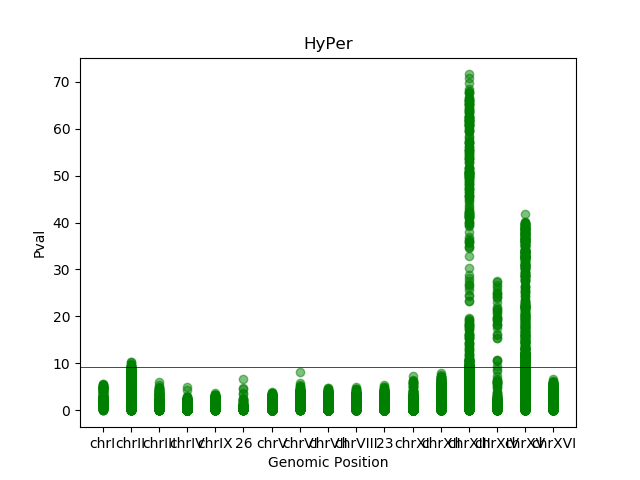 HyPer
Pval
70
60
50
40
30
20
10
0
chrI chrII chrIII chrIV chrIX 26 chrV chrVI chrVII chrVIII 23 chrXI chrXII chrXIII chrXIV chrXV chrXVI
Genomic Position